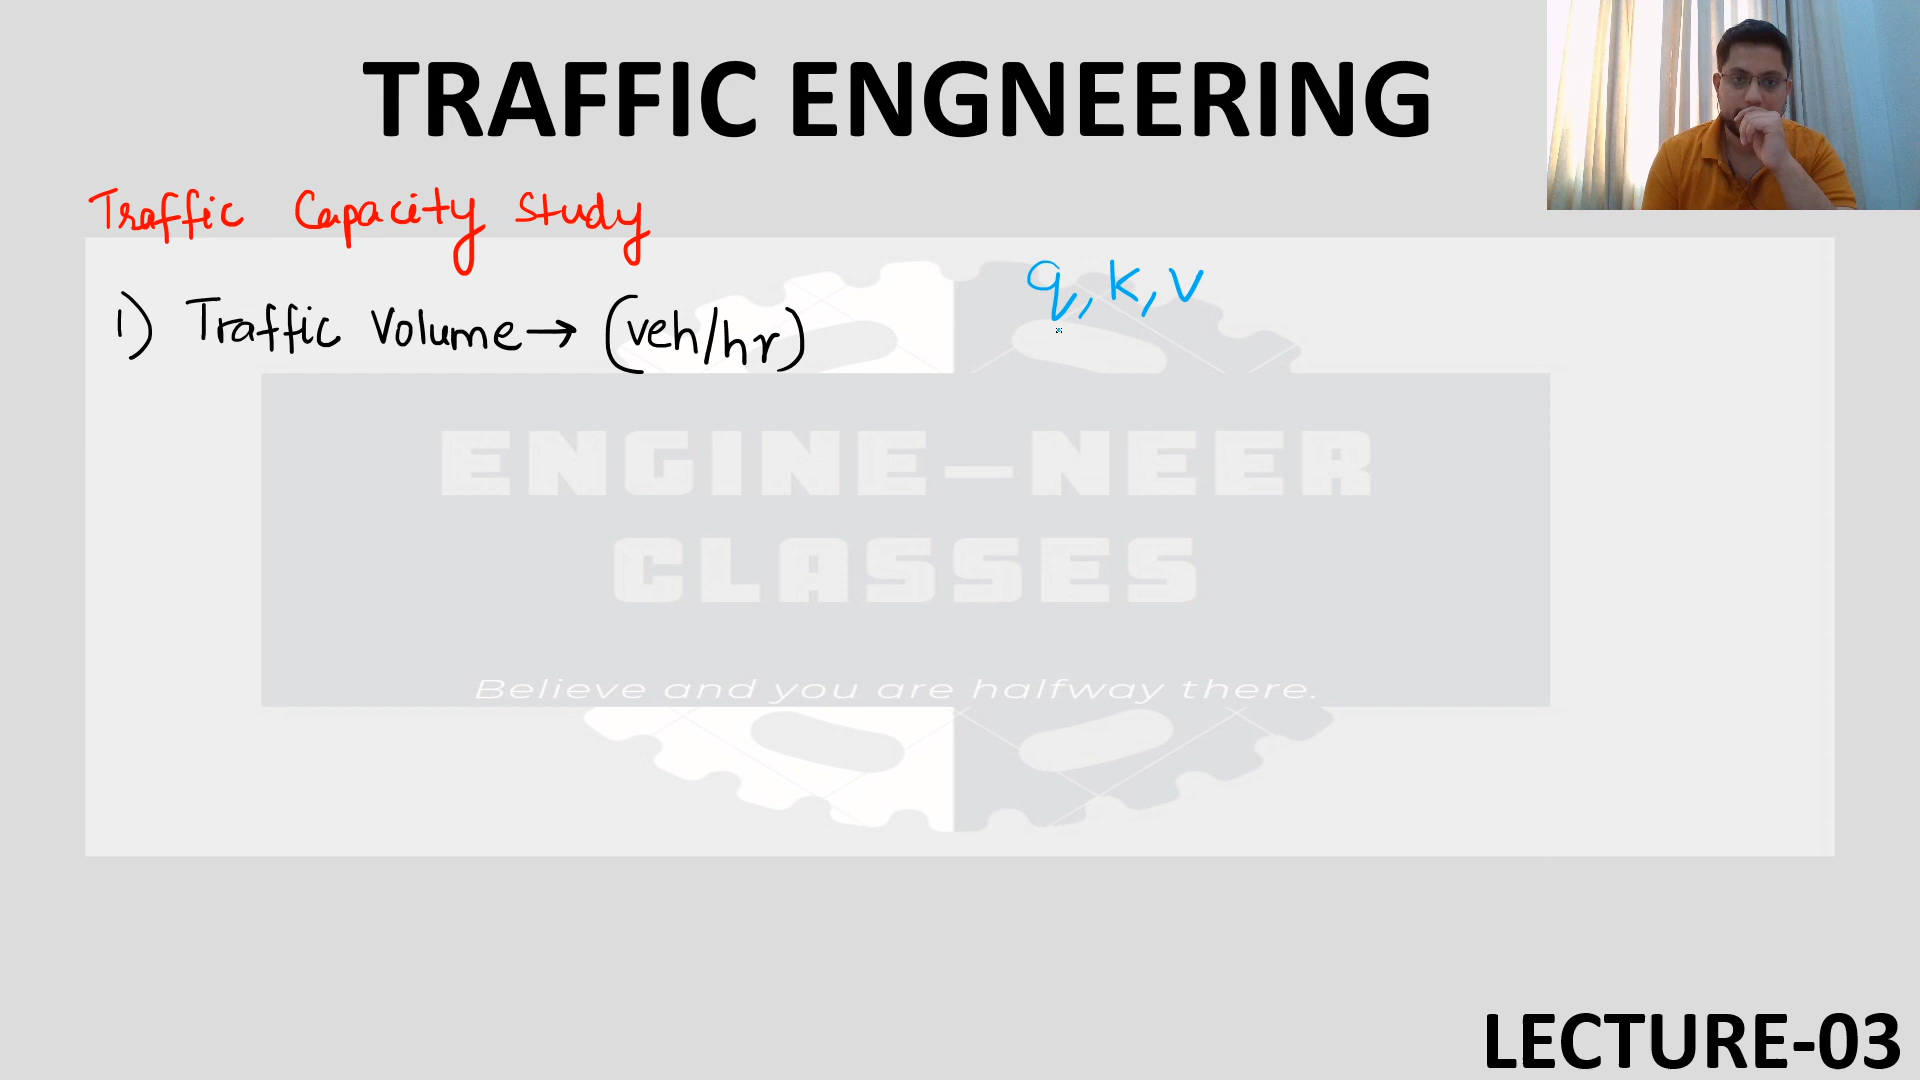 TRAFFIC ENGNEERING
Traffic Capacity Study
q, k, v
1) Traffic Volume → (veh/hr)
ENGINE-NEER
CLASSES
Believe and you are halfway there.
LECTURE-03